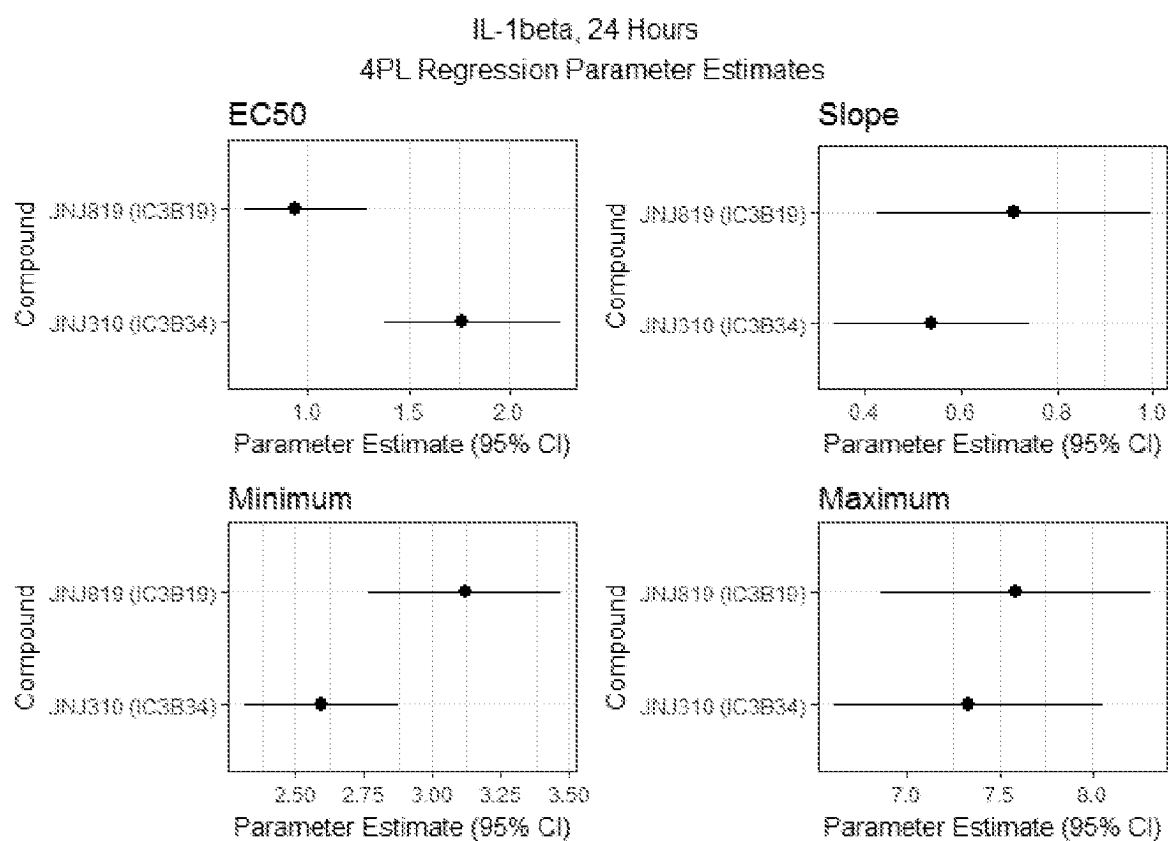 IL-1beta, 24 Hours
4PL Regression Parameter Estimates
EC50
Compound
JNJ819 (IC3B19)
JNJ310 (IC3B34)
1.0 1.5 2.0
Parameter Estimate (95% CI)
Slope
Compound
JNJ819 (IC3B19)
JNJ310 (IC3B34)
0.4 0.6 0.8 1.0
Parameter Estimate (95% CI)
Minimum
Compound
JNJ819 (IC3B19)
JNJ310 (IC3B34)
2.50 2.75 3.00 3.25 3.50
Parameter Estimate (95% CI)
Maximum
Compound
JNJ819 (IC3B19)
JNJ310 (IC3B34)
7.0 7.5 8.0
Parameter Estimate (95% CI)